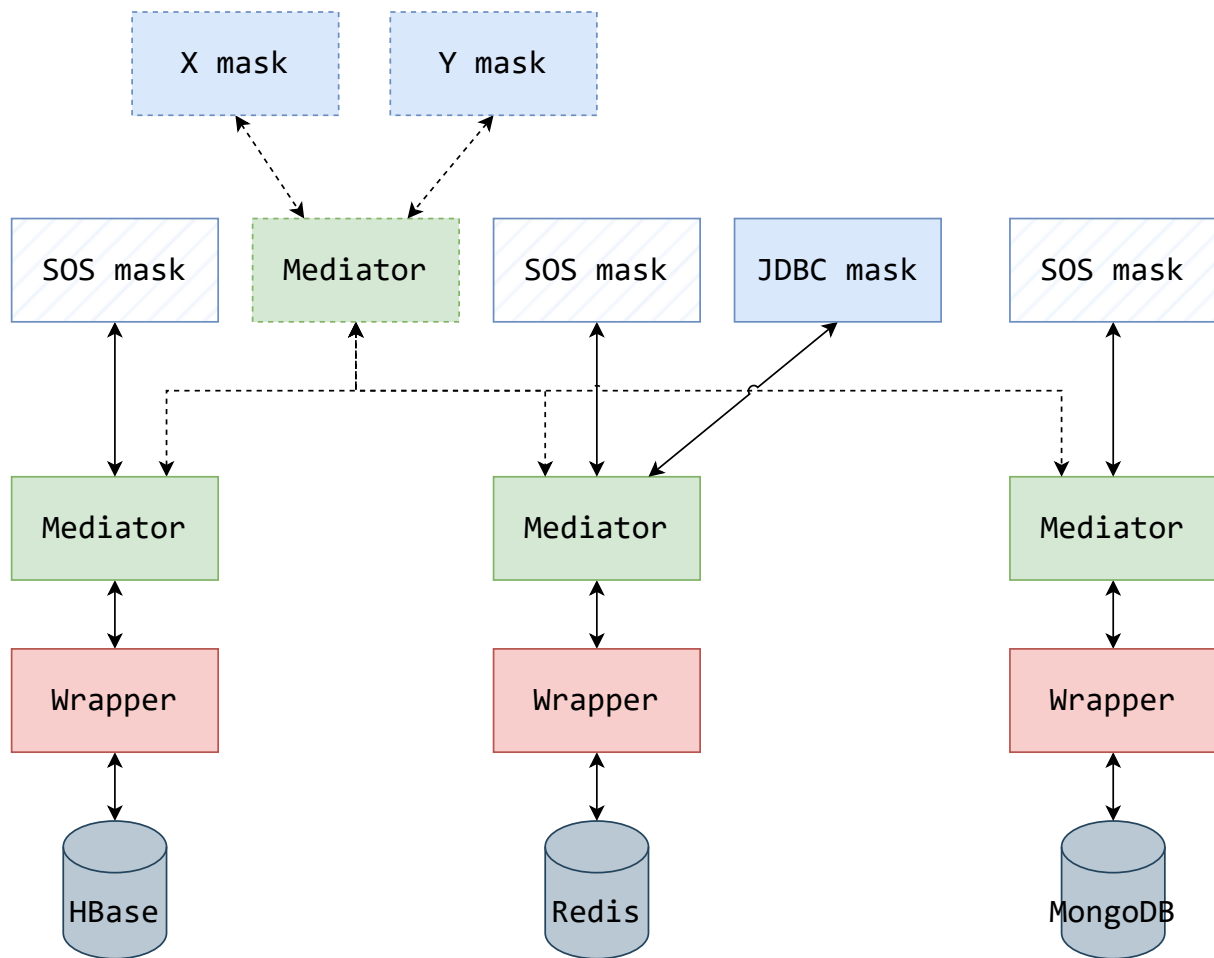 X mask
Y mask
SOS mask
Mediator
SOS mask
JDBC mask
SOS mask
Mediator
Mediator
Mediator
Wrapper
Wrapper
Wrapper
HBase
Redis
MongoDB